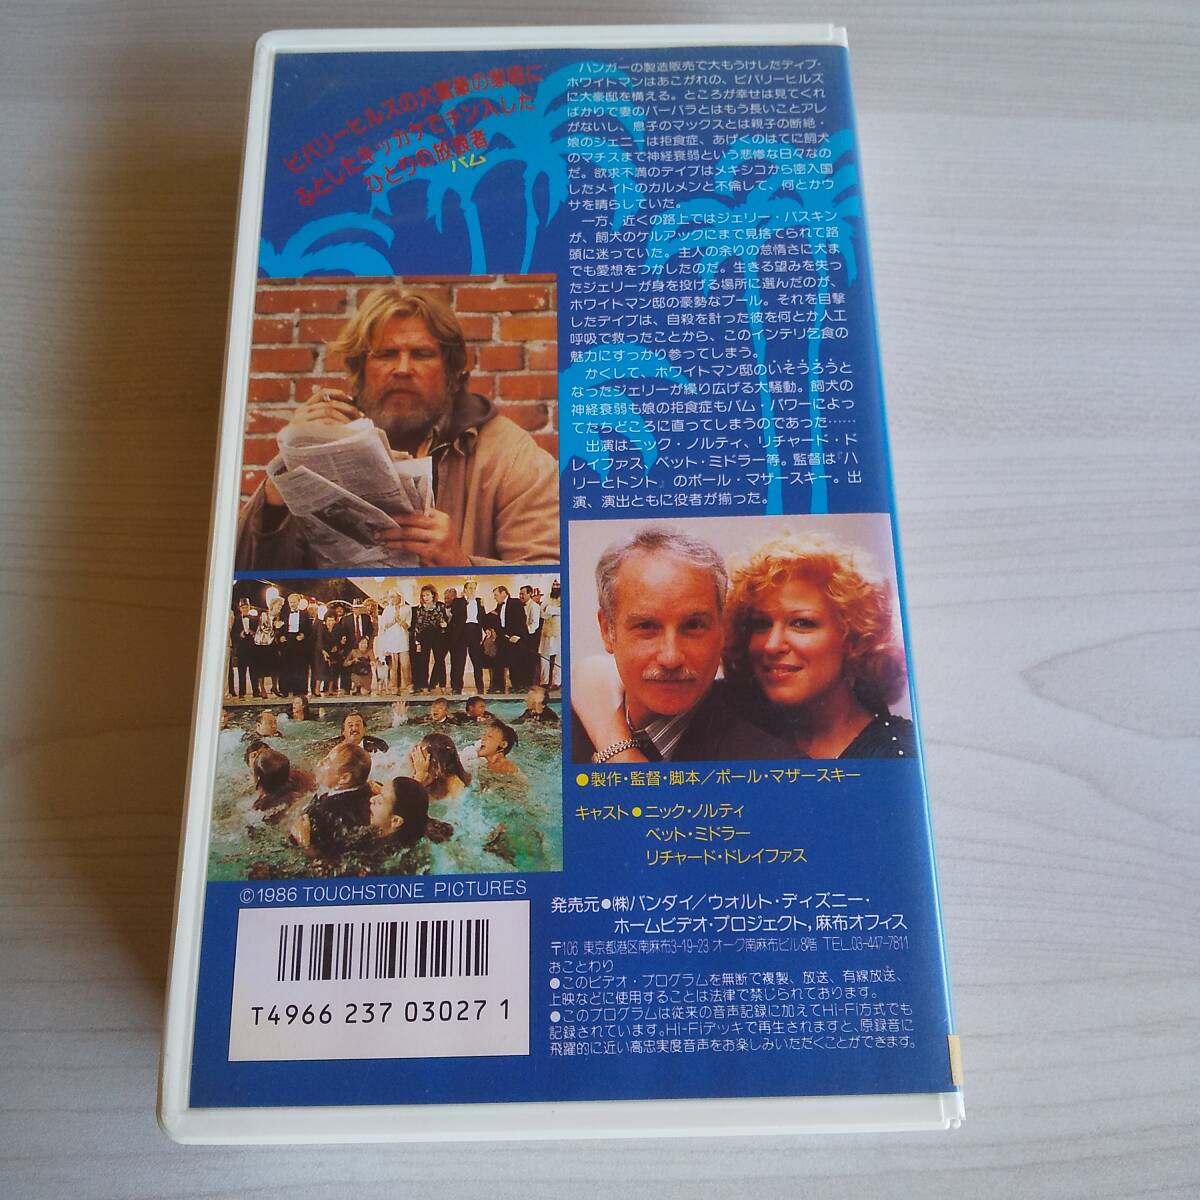 ビバリーヒルズの大富豪の家庭に
ふとしたキッカケでチン入した
ひとりの放浪者
バム
ハンガーの製造販売で大もうけしたディブ・
ホワイトマンはあこがれの、ビバリーヒルズ
に大豪邸を構える。ところが幸せは見てくれ
ばかりで妻のバーバラとはもう長いことアレ
がないし、息子のマックスとは親子の断絶・
娘のジェニーは拒食症、あげくのはてに飼犬
のマチスまで神経衰弱という悲惨な日々なの
だ。欲求不満のデイブはメキシコから密入国
したメイドのカルメンと不倫して、何とかウ
サを晴らしていた。
一方、近くの路上ではジェリー・バスキン
が、飼犬のケルアックにまで見捨てられて路
頭に迷っていた。主人の余りの怠惰さに犬ま
でも愛想をつかしたのだ。生きる望みを失っ
たジェリーが身を投げる場所に選んだのが、
ホワイトマン邸の豪勢なプール。それを目撃
したデイブは、自殺を計った彼を何とか人工
呼吸で救ったことから、このインテリ乞食の
魅力にすっかり参ってしまう。
かくして、ホワイトマン邸のいそうろうと
なったジェリーが繰り広げる大騒動。飼犬の
神経衰弱も娘の拒食症もバム・パワーによっ
てたちどころに直ってしまうのであった……
出演はニック・ノルティ、リチャード・ド
レイファス、ベット・ミドラー等。監督は『ハ
リーとトント』のポール・マザースキー。出
演、演出ともに役者が揃った。
●製作・監督・脚本／ポール・マザースキー
キャスト●ニック・ノルティ
ベット・ミドラー
リチャード・ドレイファス
©1986 TOUCHSTONE PICTURES
T4966 237 03027 1
発売元●㈱バンダイ／ウォルト・ディズニー・
ホームビデオ・プロジェクト，麻布オフィス
〒106 東京都港区南麻布3-19-23 オーク南麻布ビル8階 TEL.03-447-7811
おことわり
●このビデオ・プログラムを無断で複製、放送、有線放送、
上映などに使用することは法律で禁じられております。
●このプログラムは従来の音声記録に加えてHi-Fi方式でも
記録されています。Hi-Fiデッキで再生されますと、原録音に
飛躍的に近い高忠実度音声をお楽しみいただくことができます。